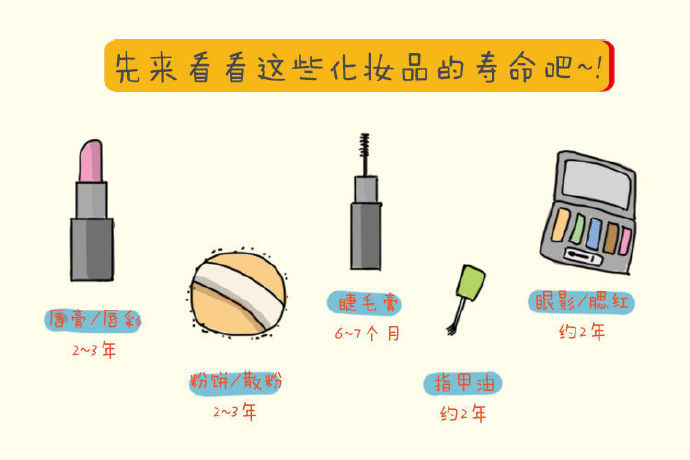 先来看看这些化妆品的寿命吧~!
唇膏/唇彩
2~3年
粉饼/散粉
2~3年
睫毛膏
6~7个月
指甲油
约2年
眼影/腮红
约2年